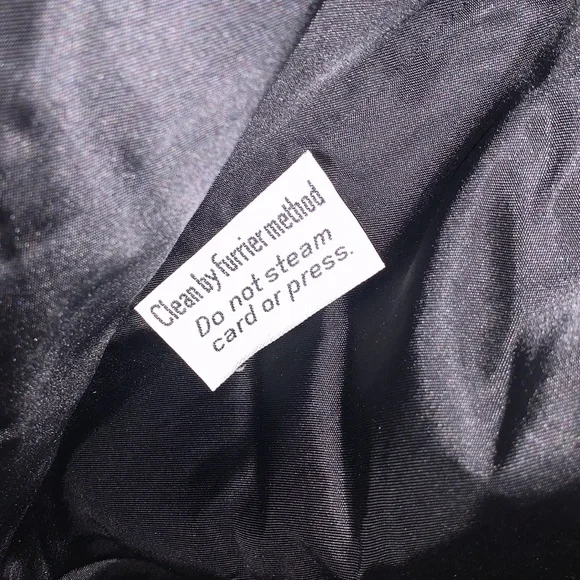 Clean by furrier method
Do not steam
card or press.